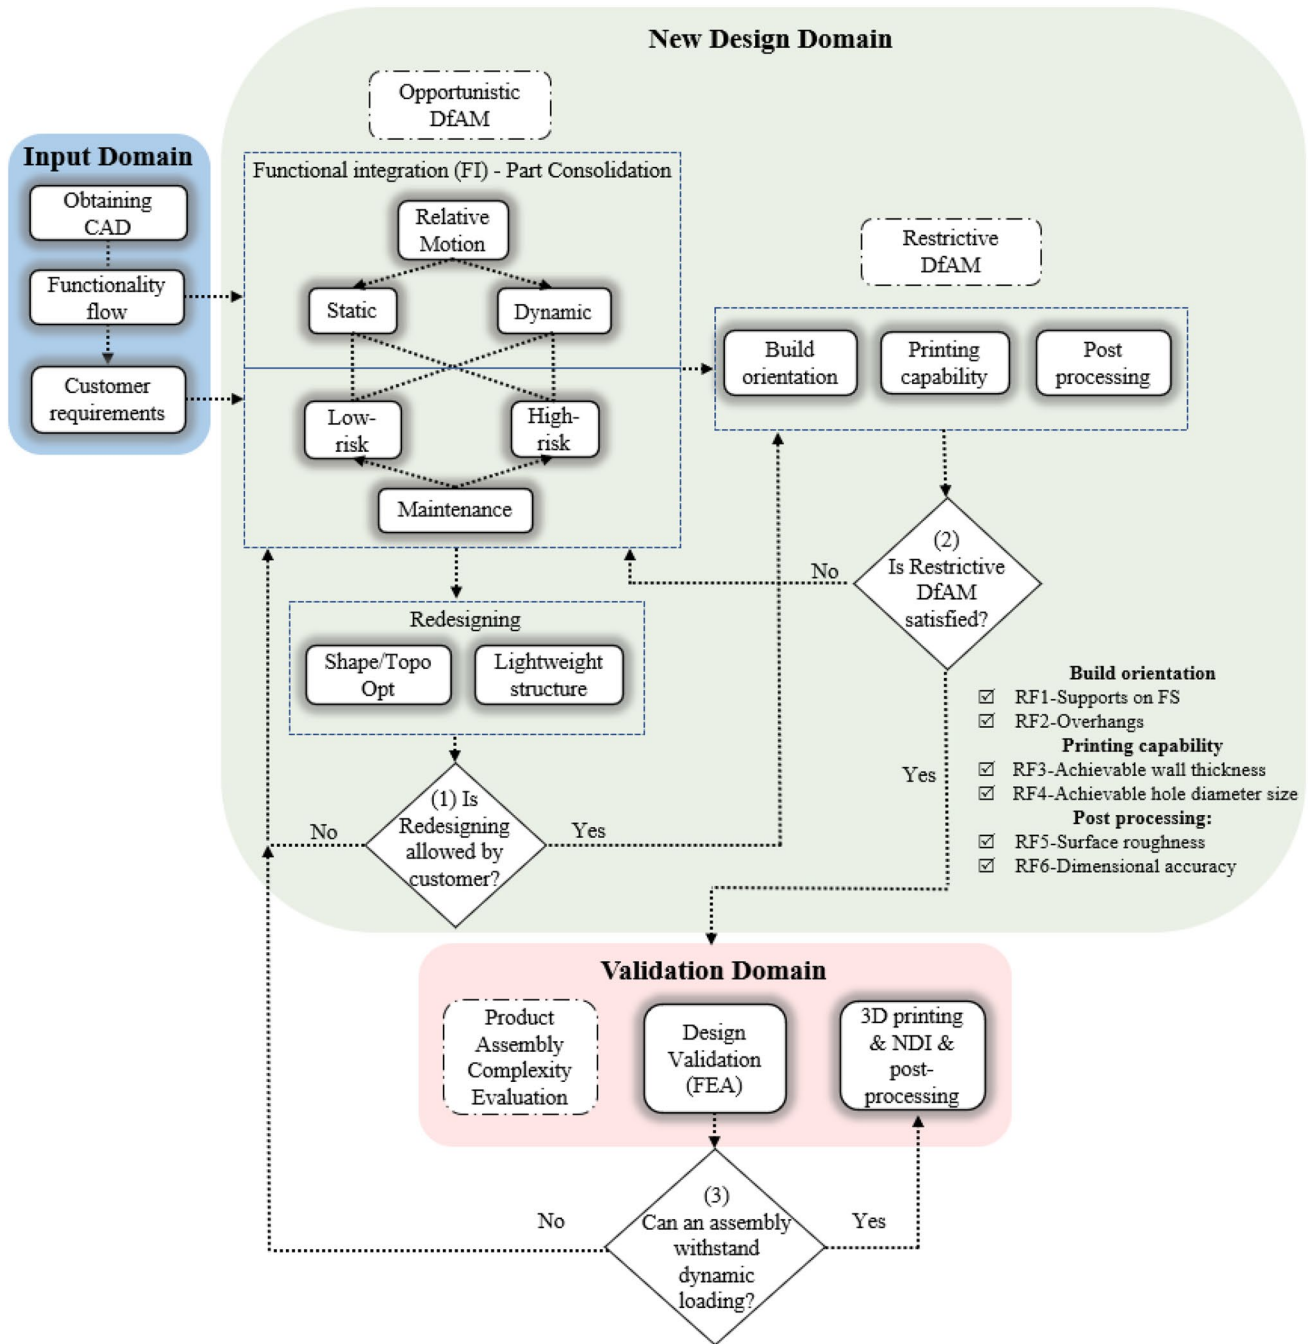 New Design Domain
Opportunistic
DfAM
Input Domain
Obtaining
CAD
Functionality
flow
Customer
requirements
Functional integration (FI) - Part Consolidation
Relative
Motion
Static
Dynamic
Low-
risk
High-
risk
Maintenance
Restrictive
DfAM
Build
orientation
Printing
capability
Post
processing
(2)
Is Restrictive
DfAM
satisfied?
No
Yes
Redesigning
Shape/Topo
Opt
Lightweight
structure
(1) Is
Redesigning
allowed by
customer?
No
Yes
Build orientation
☑ RF1-Supports on FS
☑ RF2-Overhangs
Printing capability
☑ RF3-Achievable wall thickness
☑ RF4-Achievable hole diameter size
Post processing:
☑ RF5-Surface roughness
☑ RF6-Dimensional accuracy
Validation Domain
Product
Assembly
Complexity
Evaluation
Design
Validation
(FEA)
3D printing
& NDI &
post-
processing
(3)
Can an assembly
withstand
dynamic
loading?
No
Yes